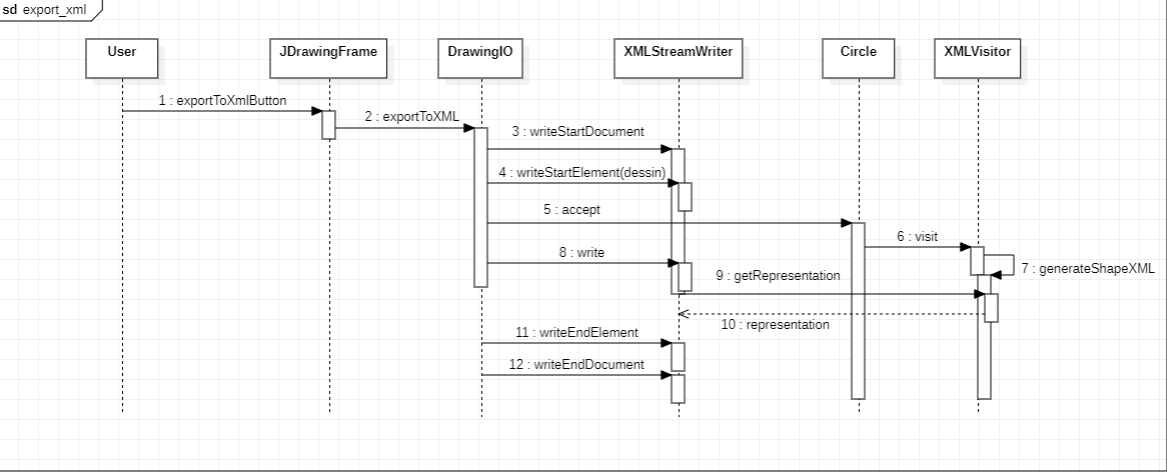 sd export_xml
User
JDrawingFrame
DrawingIO
XMLStreamWriter
Circle
XMLVisitor
1 : exportToXmlButton
2 : exportToXML
3 : writeStartDocument
4 : writeStartElement(dessin)
5 : accept
6 : visit
7 : generateShapeXML
8 : write
9 : getRepresentation
10 : representation
11 : writeEndElement
12 : writeEndDocument